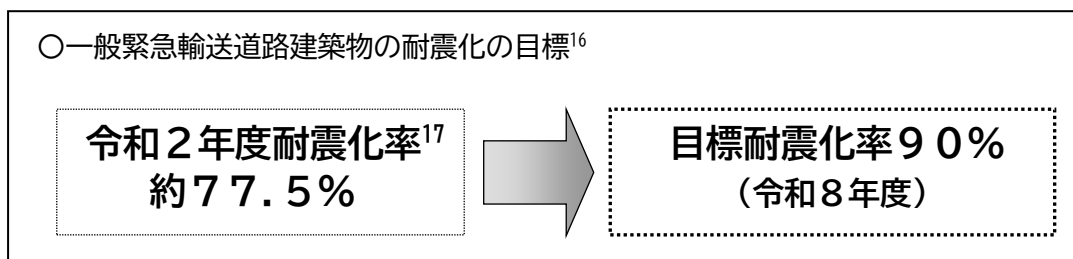 〇一般緊急輸送道路建築物の耐震化の目標16
令和２年度耐震化率17
約７７．５％
目標耐震化率９０％
（令和８年度）